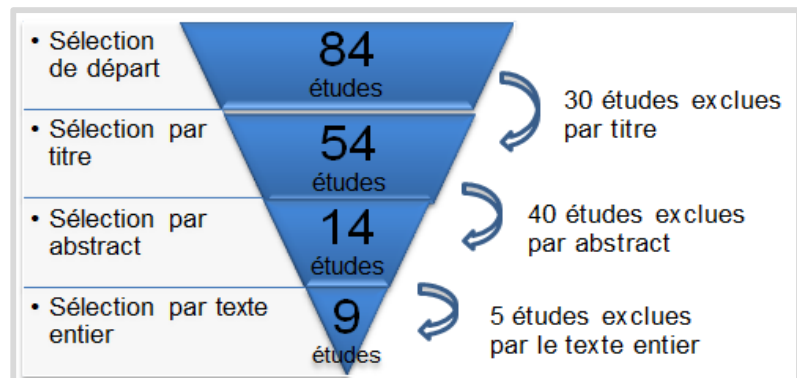 • Sélection
de départ
84
études
30 études exclues
par titre
• Sélection par
titre
54
études
40 études exclues
par abstract
• Sélection par
abstract
14
études
5 études exclues
par le texte entier
• Sélection par texte
entier
9
études